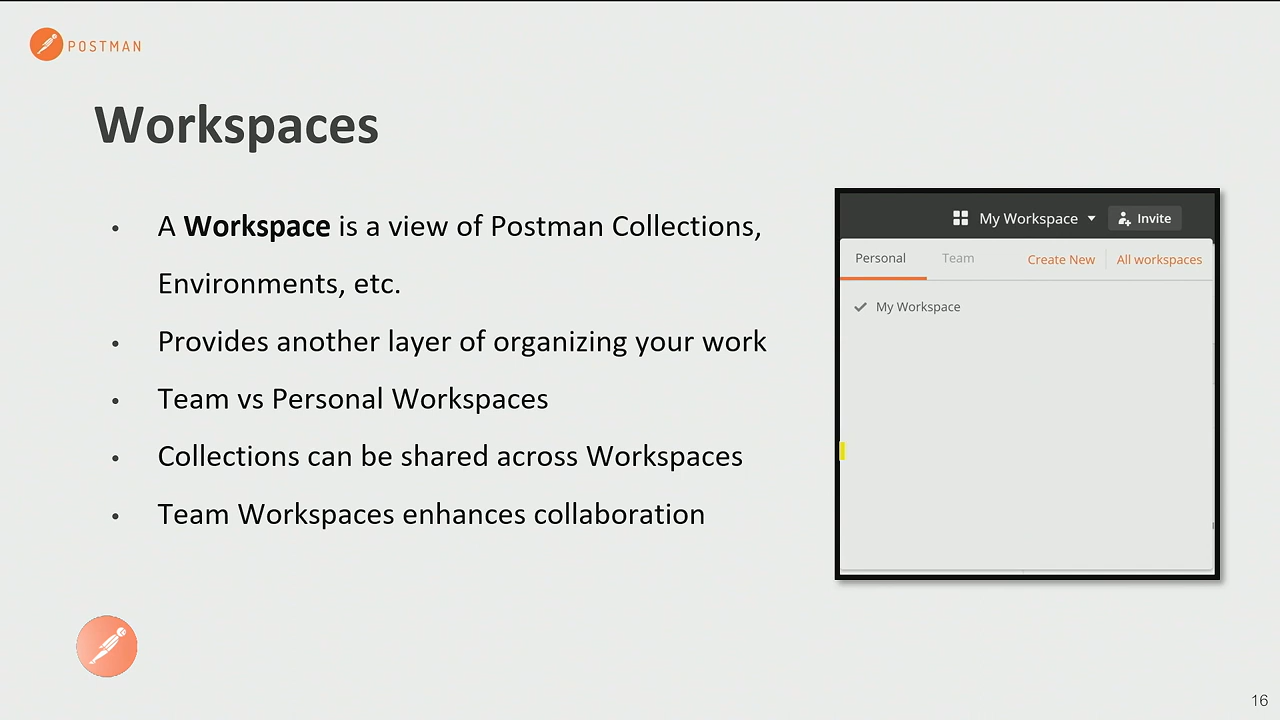 POSTMAN
Workspaces
• A Workspace is a view of Postman Collections,
Environments, etc.
• Provides another layer of organizing your work
• Team vs Personal Workspaces
• Collections can be shared across Workspaces
• Team Workspaces enhances collaboration
My Workspace
Invite
Personal
Team
Create New
All workspaces
My Workspace
16